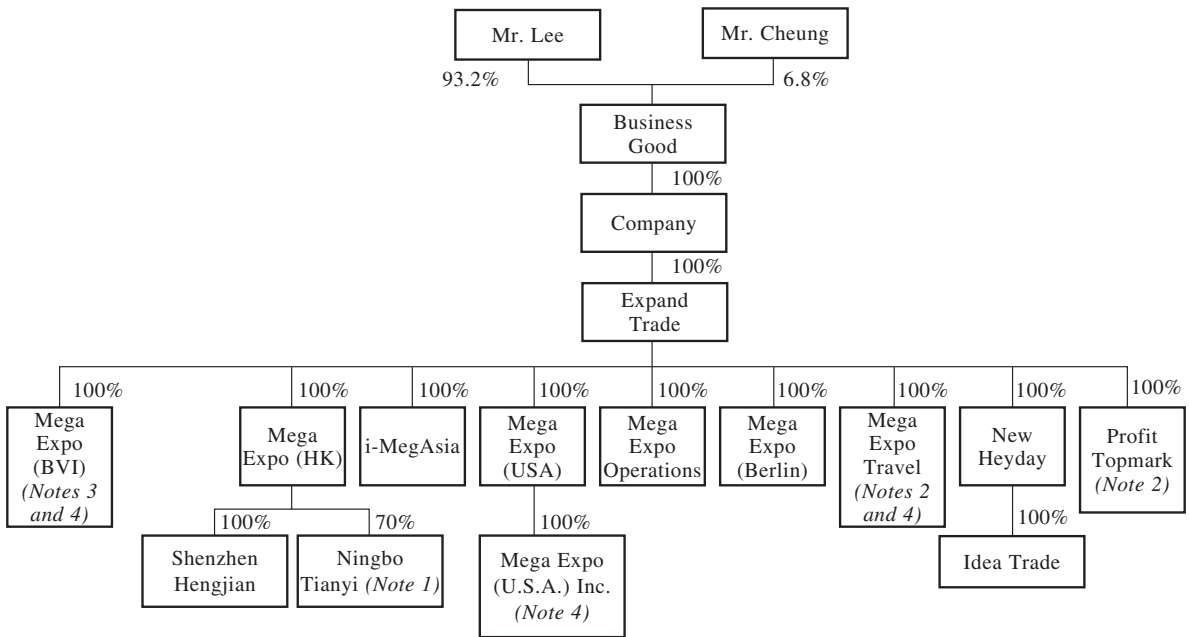 Mr. Lee
Mr. Cheung
93.2%
6.8%
Business
Good
100%
Company
100%
Expand
Trade
100%
100%
100%
100%
100%
100%
100%
100%
100%
Mega
Expo
(BVI)
(Notes 3
and 4)
Mega
Expo (HK)
i-MegAsia
Mega
Expo
(USA)
Mega
Expo
Operations
Mega
Expo
(Berlin)
Mega
Expo
Travel
(Notes 2
and 4)
New
Heyday
Profit
Topmark
(Note 2)
100%
70%
100%
100%
Shenzhen
Hengjian
Ningbo
Tianyi (Note 1)
Mega Expo
(U.S.A.) Inc.
(Note 4)
Idea Trade